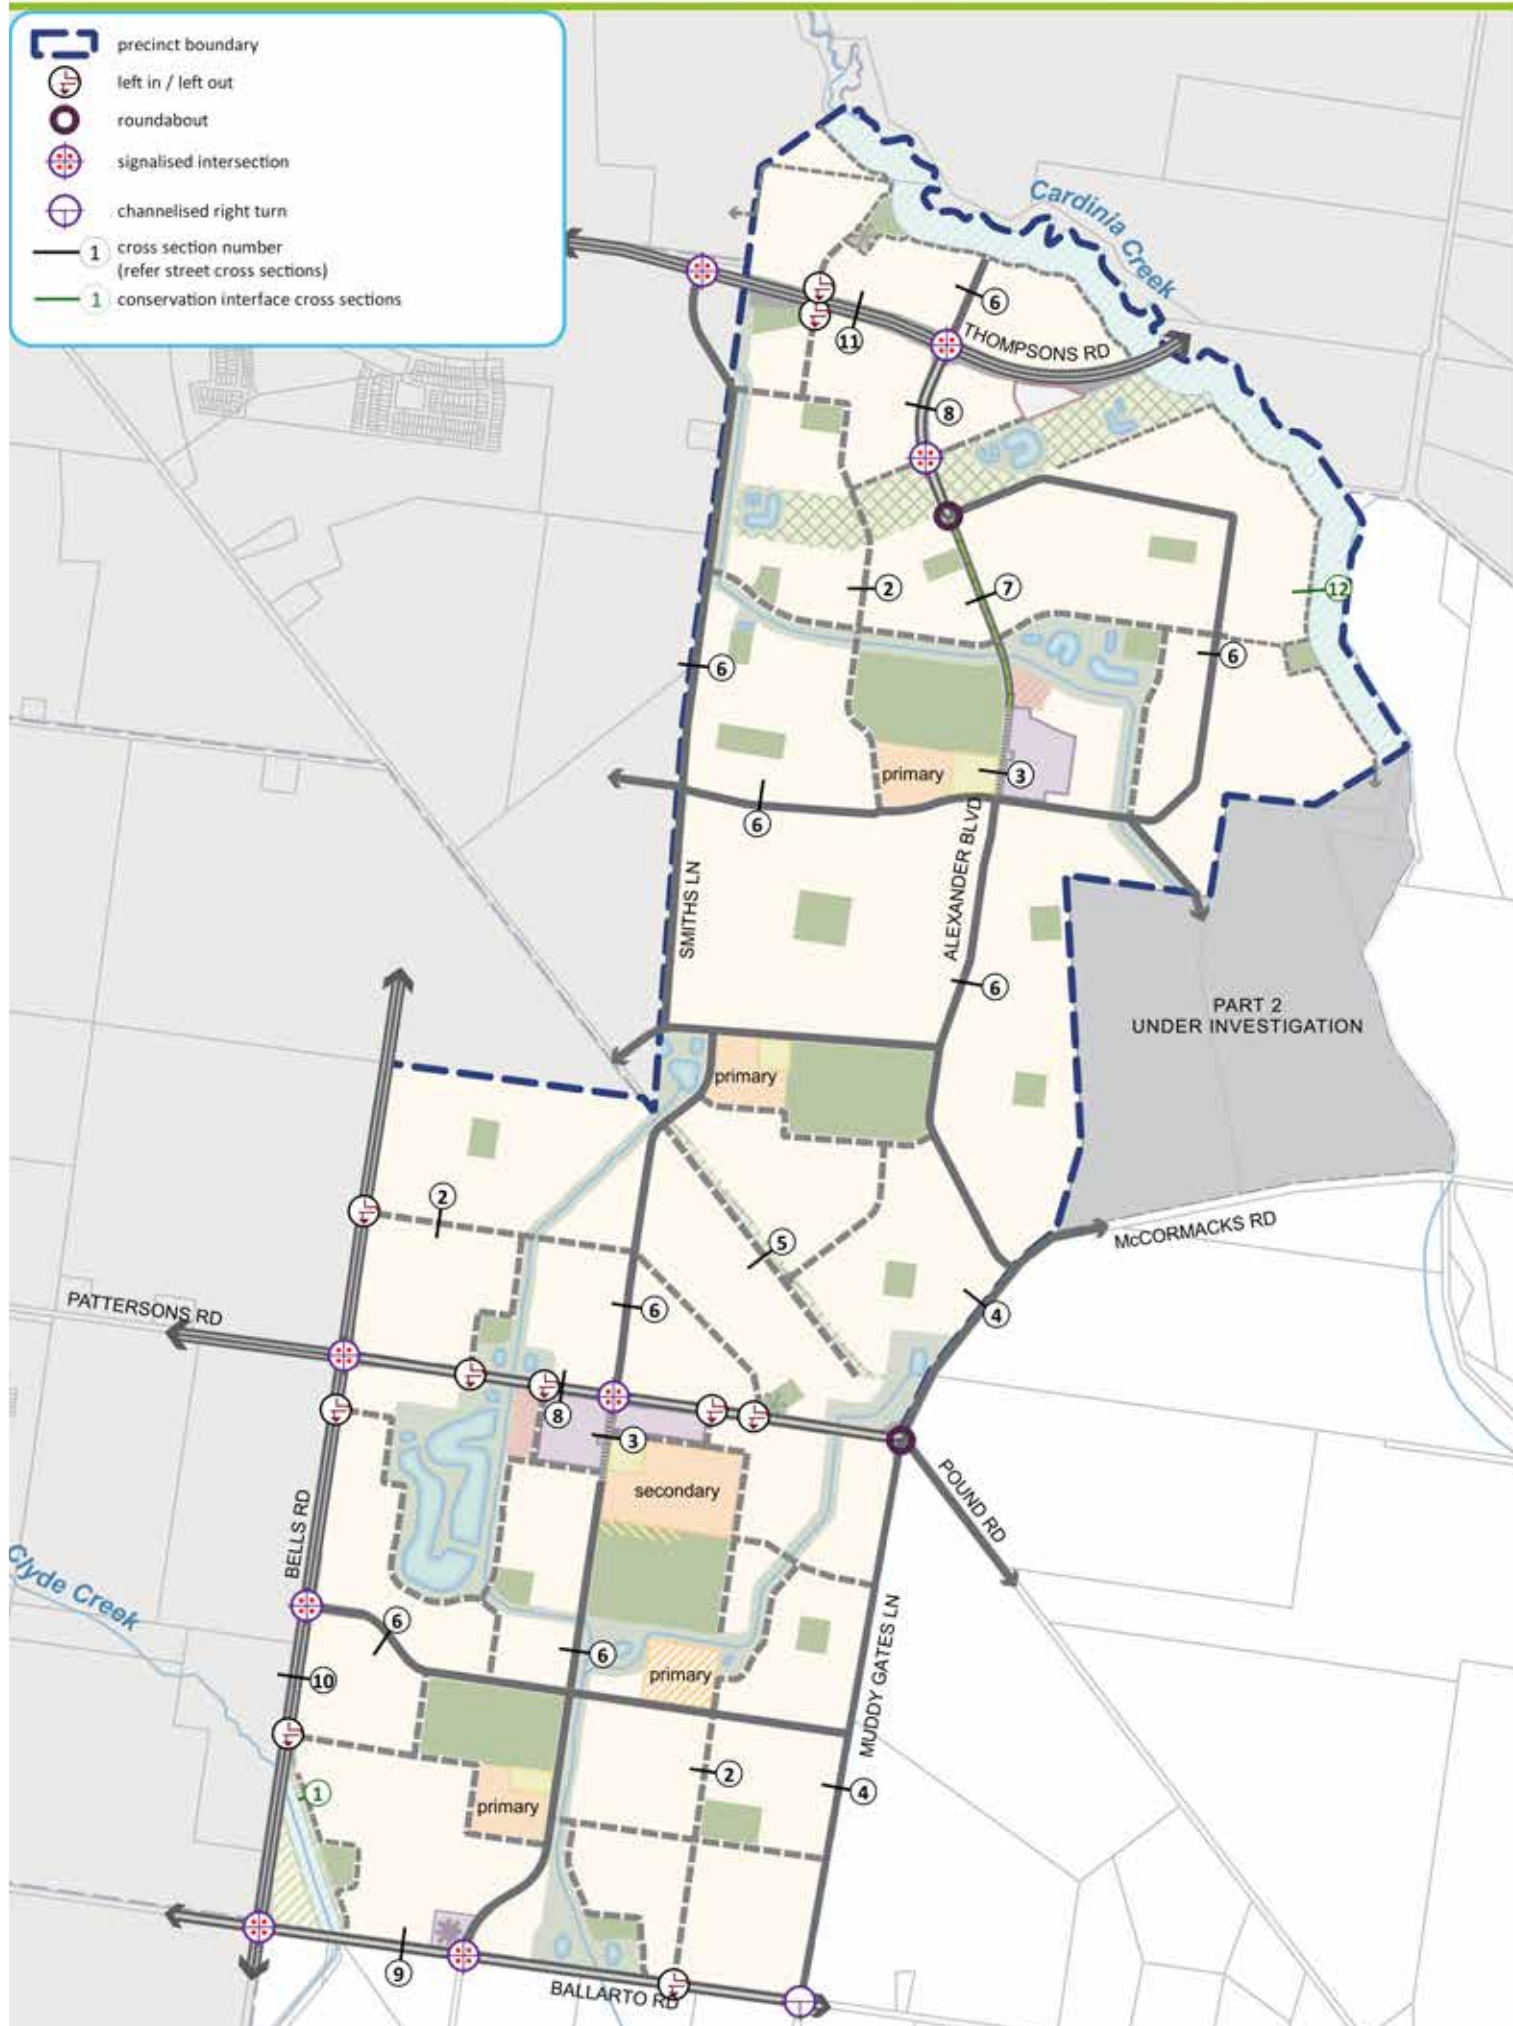 precinct boundary
left in / left out
roundabout
signalised intersection
channelised right turn
1 cross section number
(refer street cross sections)
1 conservation interface cross sections
Cardinia Creek
6
11
THOMPSONS RD
8
2
7
12
6
6
primary
3
6
SMITHS LN
ALEXANDER BLVD
6
PART 2
UNDER INVESTIGATION
primary
2
McCORMACKS RD
5
PATTERSONS RD
6
4
8
3
secondary
POUND RD
BELLS RD
Clyde Creek
6
6
MUDDY GATES LN
primary
10
2
4
1
primary
9
BALLARTO RD